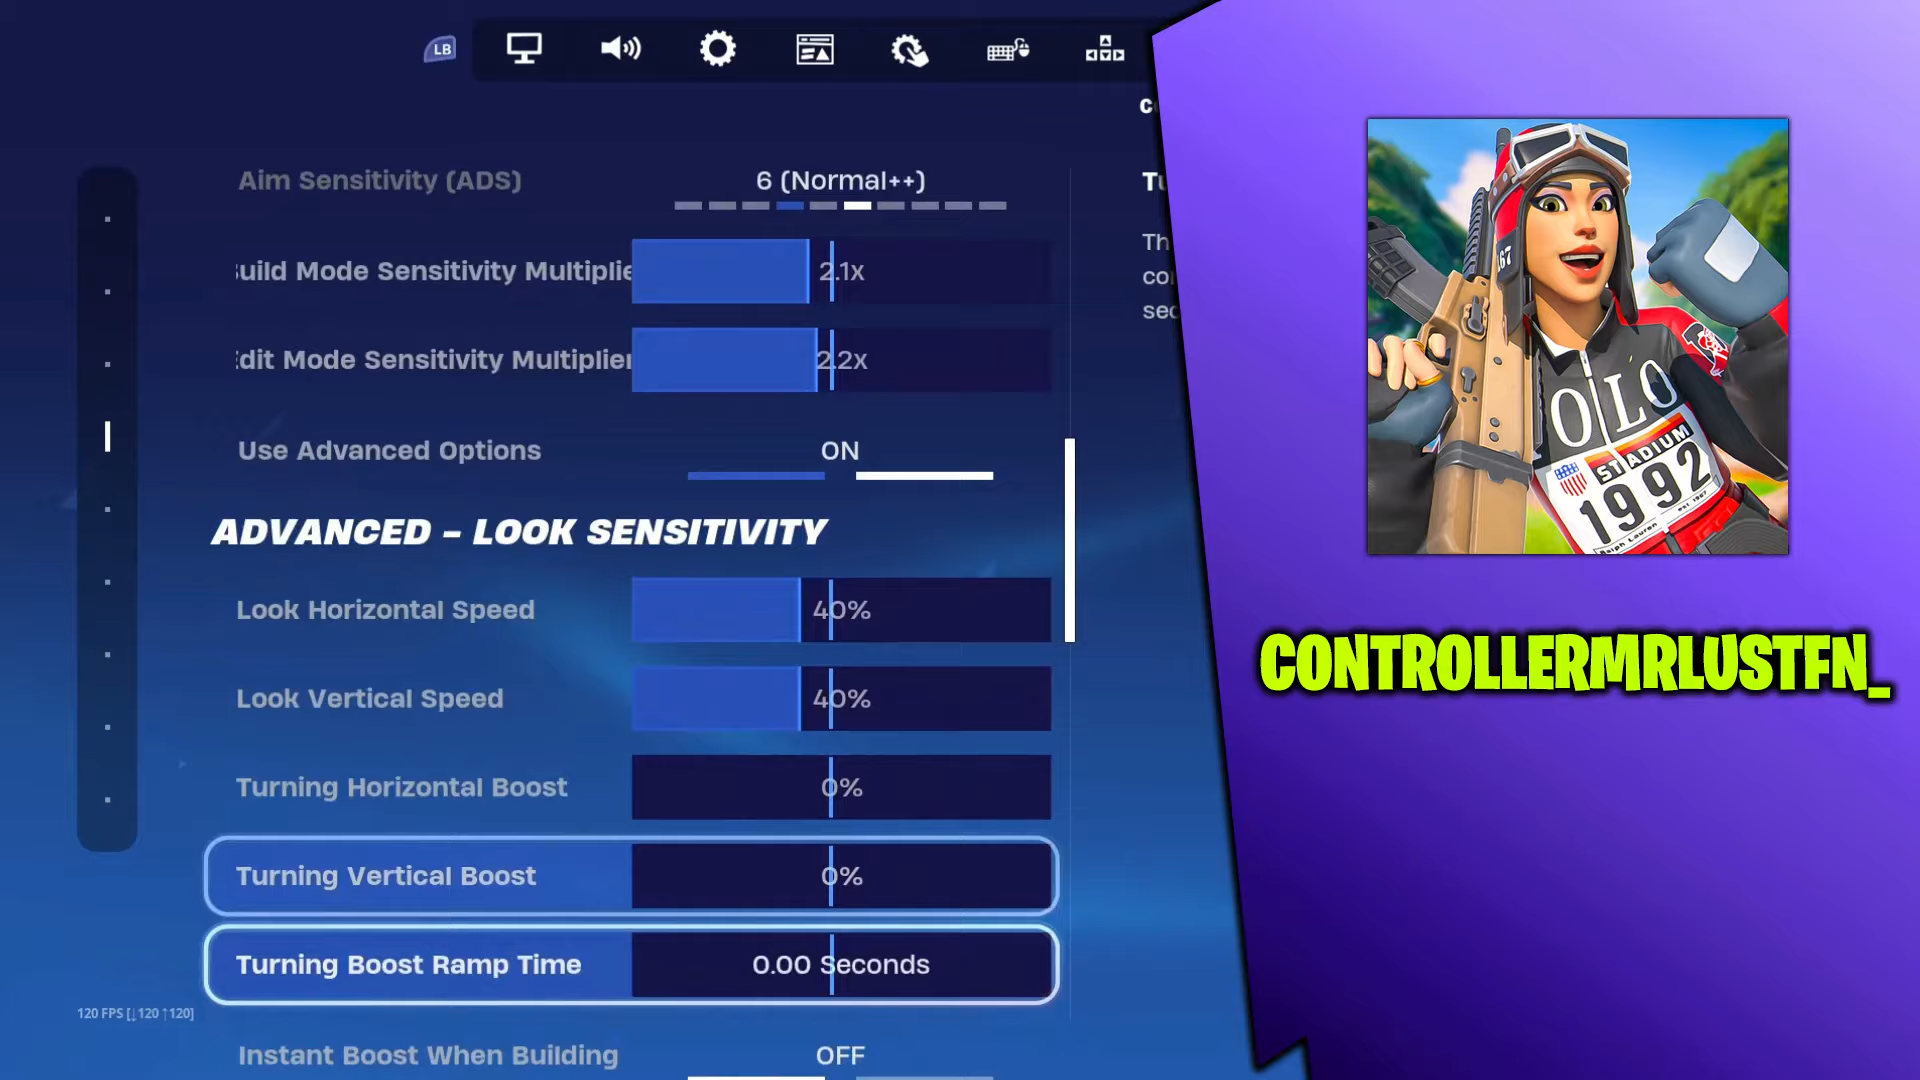 LB
Aim Sensitivity (ADS)
6 (Normal++)
uild Mode Sensitivity Multiplie
2.1x
dit Mode Sensitivity Multiplier
2.2x
Use Advanced Options
ON
ADVANCED - LOOK SENSITIVITY
Look Horizontal Speed
40%
Look Vertical Speed
40%
Turning Horizontal Boost
0%
Turning Vertical Boost
0%
Turning Boost Ramp Time
0.00 Seconds
Instant Boost When Building
OFF
120 FPS [↓120 ↑120]
Th
sec
67
OLO
STADIUM
1992
Ralph Lauren
CONTROLLERMRLUSTFN_